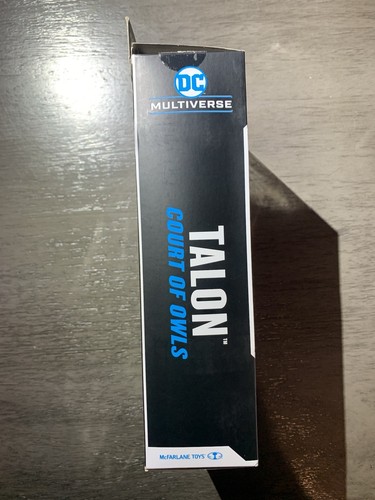 DC
MULTIVERSE
TALON™
COURT OF OWLS
McFARLANE TOYS